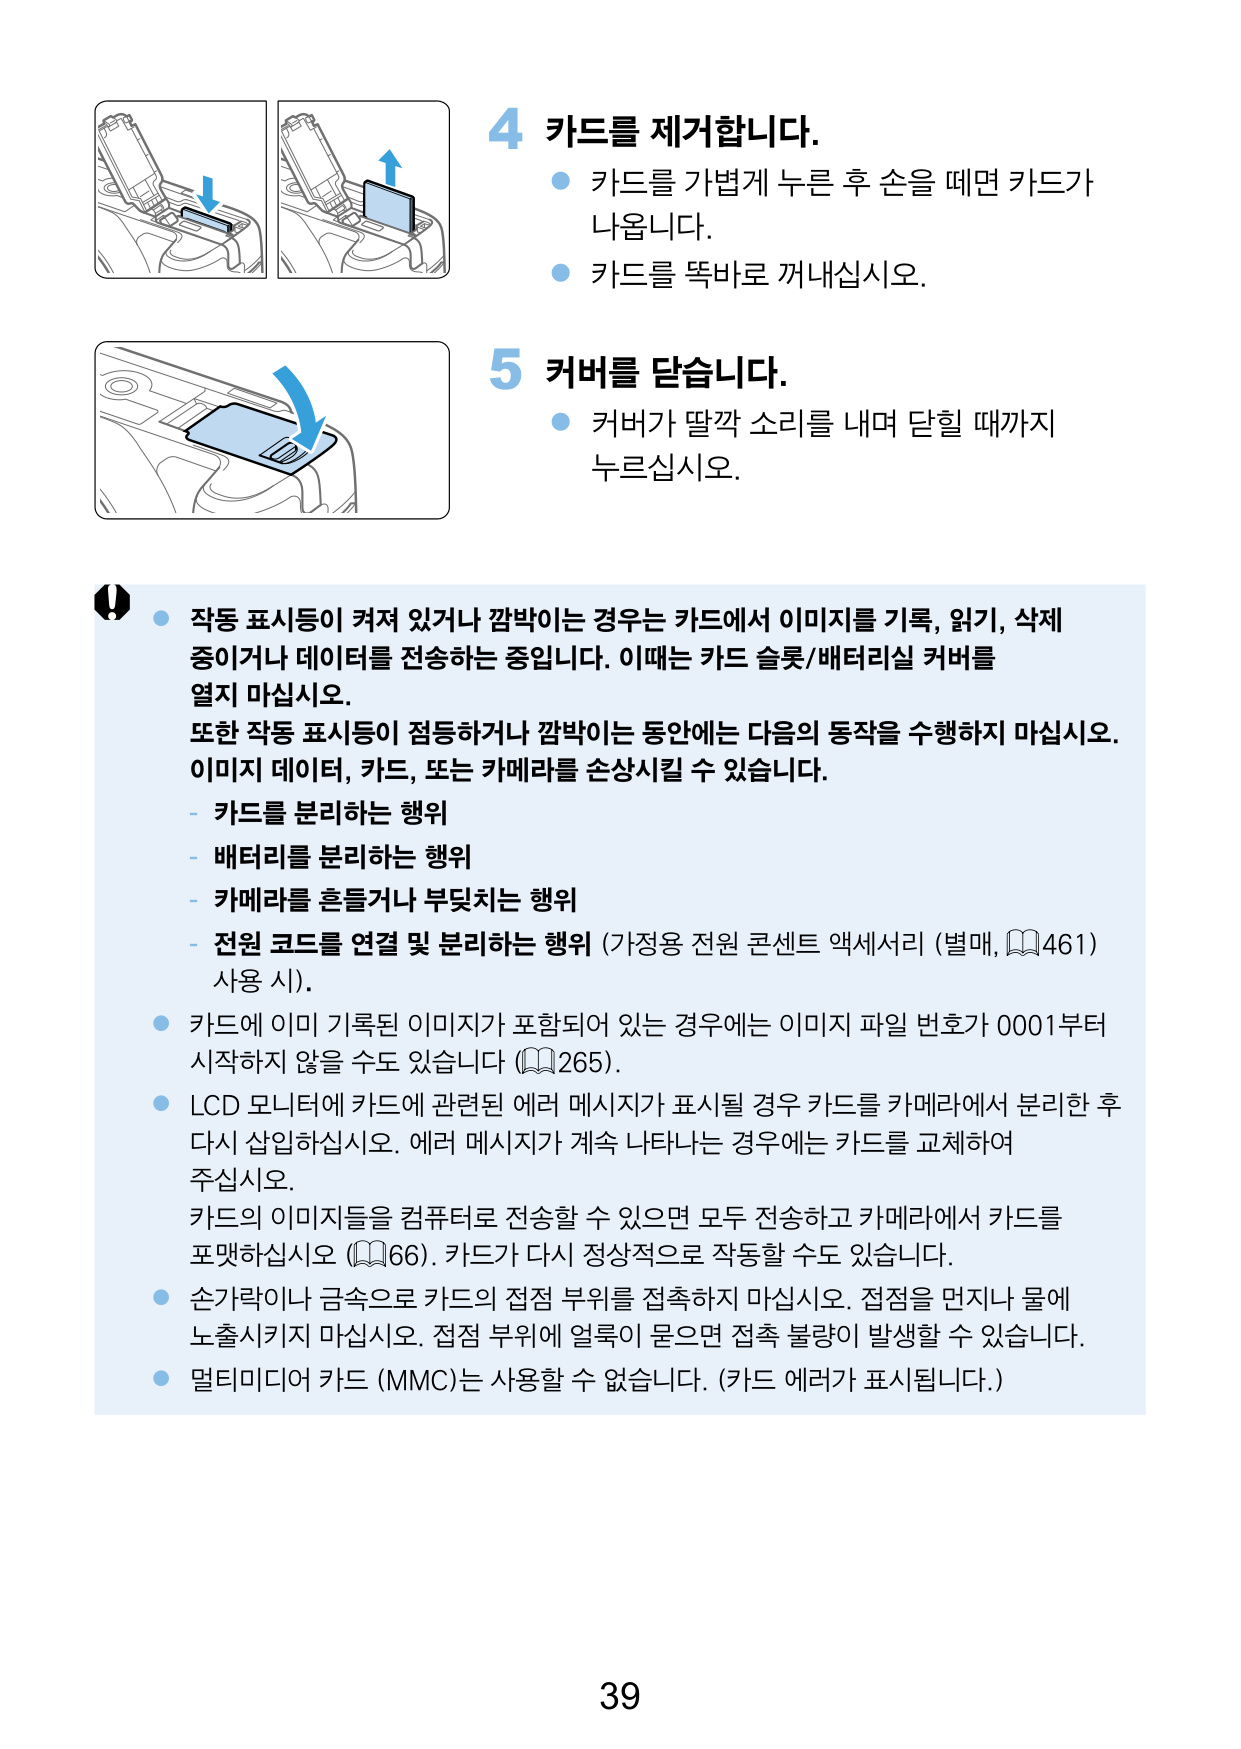 4 카드를 제거합니다.
● 카드를 가볍게 누른 후 손을 떼면 카드가
나옵니다.
● 카드를 똑바로 꺼내십시오.
5 커버를 닫습니다.
● 커버가 딸깍 소리를 내며 닫힐 때까지
누르십시오.
● 작동 표시등이 켜져 있거나 깜박이는 경우는 카드에서 이미지를 기록, 읽기, 삭제
중이거나 데이터를 전송하는 중입니다. 이때는 카드 슬롯/배터리실 커버를
열지 마십시오.
또한 작동 표시등이 점등하거나 깜박이는 동안에는 다음의 동작을 수행하지 마십시오.
이미지 데이터, 카드, 또는 카메라를 손상시킬 수 있습니다.
- 카드를 분리하는 행위
- 배터리를 분리하는 행위
- 카메라를 흔들거나 부딪치는 행위
- 전원 코드를 연결 및 분리하는 행위 (가정용 전원 콘센트 액세서리 (별매, 461)
사용 시).
● 카드에 이미 기록된 이미지가 포함되어 있는 경우에는 이미지 파일 번호가 0001부터
시작하지 않을 수도 있습니다 (265).
● LCD 모니터에 카드에 관련된 에러 메시지가 표시될 경우 카드를 카메라에서 분리한 후
다시 삽입하십시오. 에러 메시지가 계속 나타나는 경우에는 카드를 교체하여
주십시오.
카드의 이미지들을 컴퓨터로 전송할 수 있으면 모두 전송하고 카메라에서 카드를
포맷하십시오 (66). 카드가 다시 정상적으로 작동할 수도 있습니다.
● 손가락이나 금속으로 카드의 접점 부위를 접촉하지 마십시오. 접점을 먼지나 물에
노출시키지 마십시오. 접점 부위에 얼룩이 묻으면 접촉 불량이 발생할 수 있습니다.
● 멀티미디어 카드 (MMC)는 사용할 수 없습니다. (카드 에러가 표시됩니다.)
39